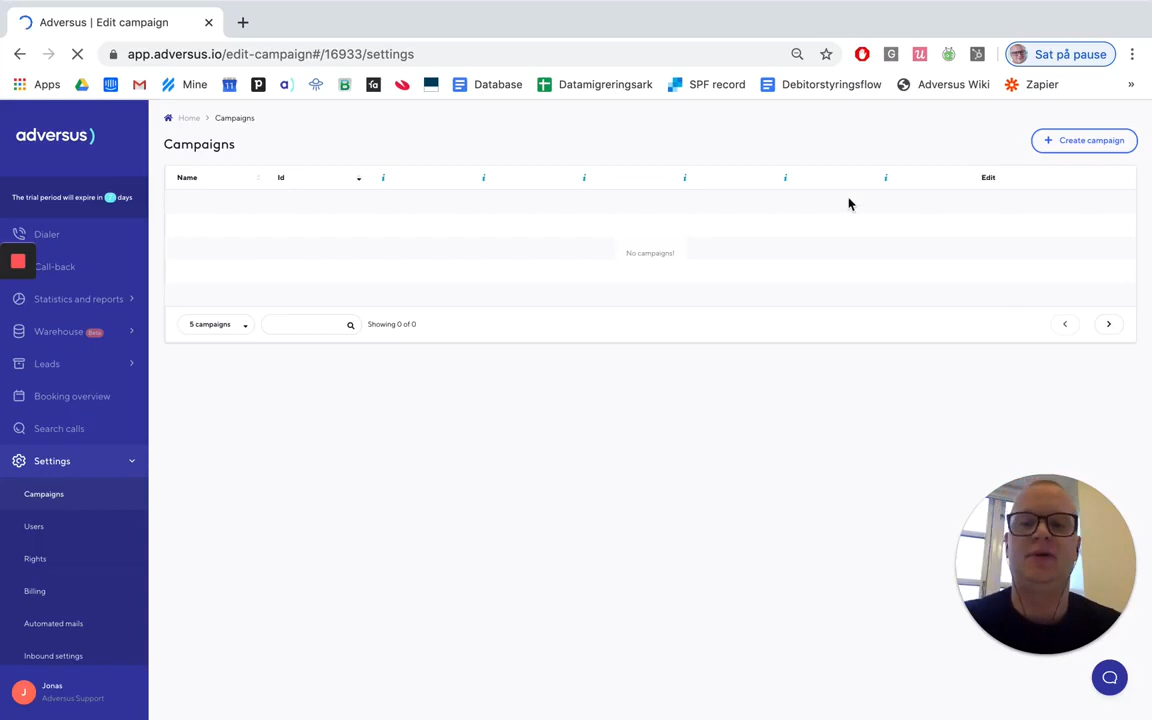 Adversus | Edit campaign
app.adversus.io/edit-campaign#/16933/settings
Sat på pause
Apps
Mine
Database
Datamigreringsark
SPF record
Debitorstyringsflow
Adversus Wiki
Zapier
»
adversus)
The trial period will expire in days
Dialer
Call-back
Statistics and reports
Warehouse Beta
Leads
Booking overview
Search calls
Settings
Campaigns
Users
Rights
Billing
Automated mails
Inbound settings
J
Jonas
Adversus Support
Home > Campaigns
Campaigns
+ Create campaign
Name Id i i i i i i Edit
No campaigns!
5 campaigns
Showing 0 of 0